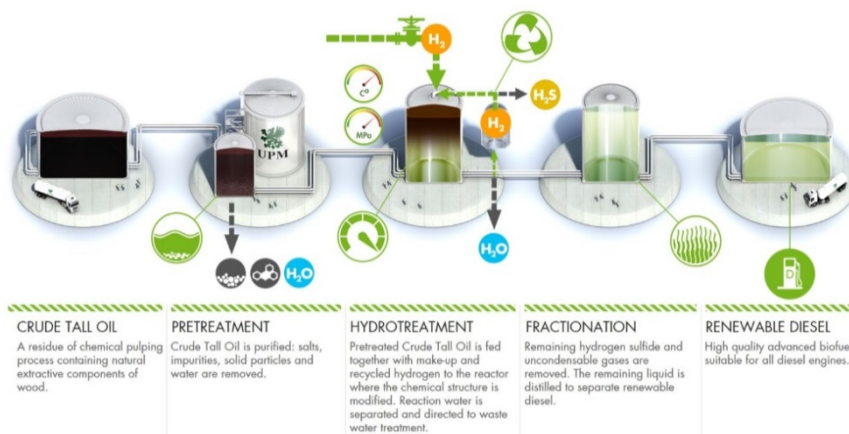 H₂
C°
MPa
H₂S
H₂
UPM
H₂O
H₂O
D
CRUDE TALL OIL
A residue of chemical pulping
process containing natural
extractive components of
wood.
PRETREATMENT
Crude Tall Oil is purified: salts,
impurities, solid particles and
water are removed.
HYDROTREATMENT
Pretreated Crude Tall Oil is fed
together with make-up and
recycled hydrogen to the reactor
where the chemical structure is
modified. Reaction water is
separated and directed to waste
water treatment.
FRACTIONATION
Remaining hydrogen sulfide and
uncondensable gases are
removed. The remaining liquid is
distilled to separate renewable
diesel.
RENEWABLE DIESEL
High quality advanced biofue
suitable for all diesel engines.